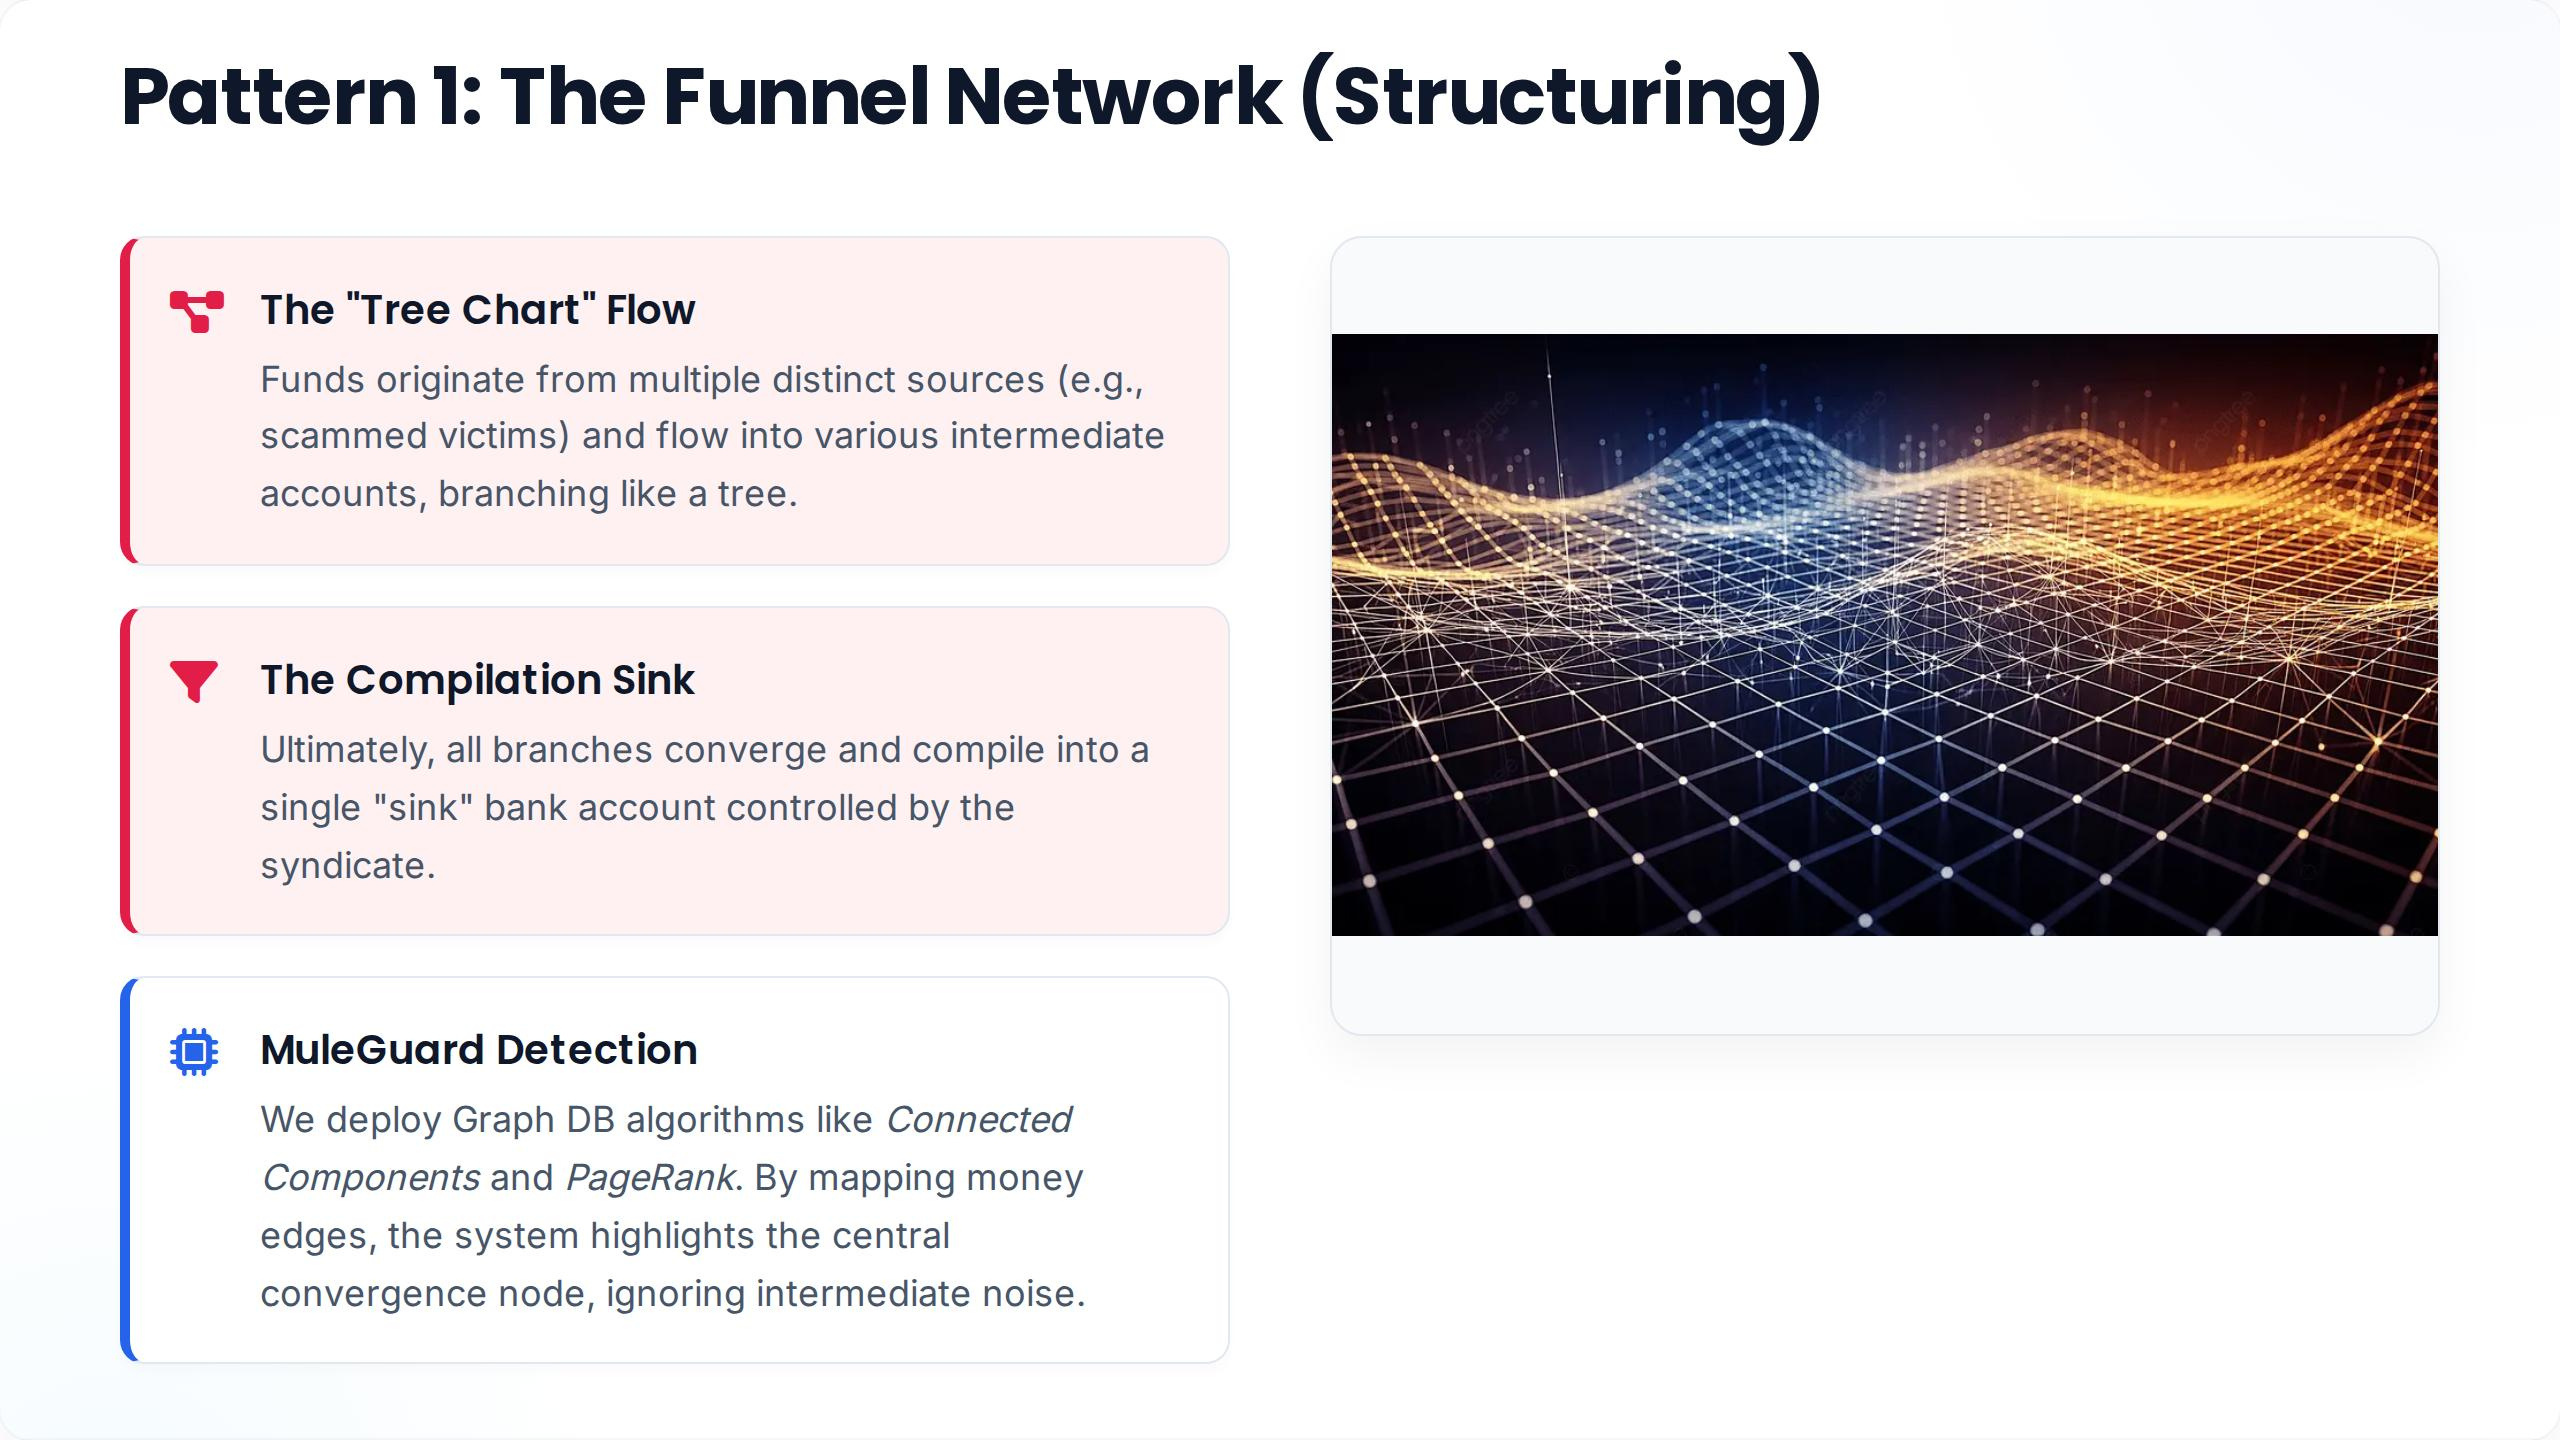 Pattern 1: The Funnel Network (Structuring)
The "Tree Chart" Flow
Funds originate from multiple distinct sources (e.g.,
scammed victims) and flow into various intermediate
accounts, branching like a tree.
The Compilation Sink
Ultimately, all branches converge and compile into a
single "sink" bank account controlled by the
syndicate.
MuleGuard Detection
We deploy Graph DB algorithms like Connected
Components and PageRank. By mapping money
edges, the system highlights the central
convergence node, ignoring intermediate noise.